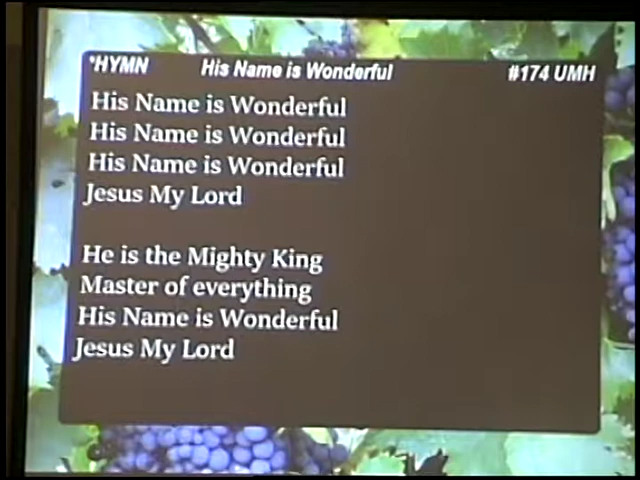 *HYMN His Name is Wonderful #174 UMH
His Name is Wonderful
His Name is Wonderful
His Name is Wonderful
Jesus My Lord
He is the Mighty King
Master of everything
His Name is Wonderful
Jesus My Lord